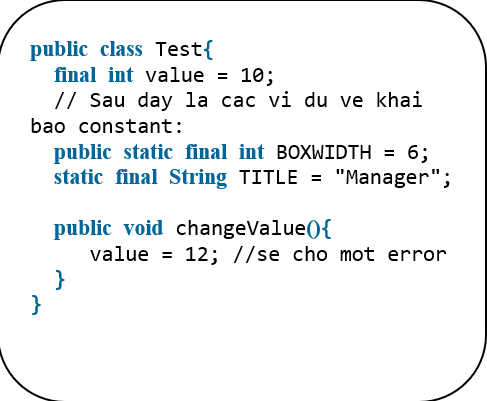 public class Test{
final int value = 10;
// Sau day la cac vi du ve khai
bao constant:
public static final int BOXWIDTH = 6;
static final String TITLE = "Manager";
public void changeValue(){
value = 12; //se cho mot error
}
}